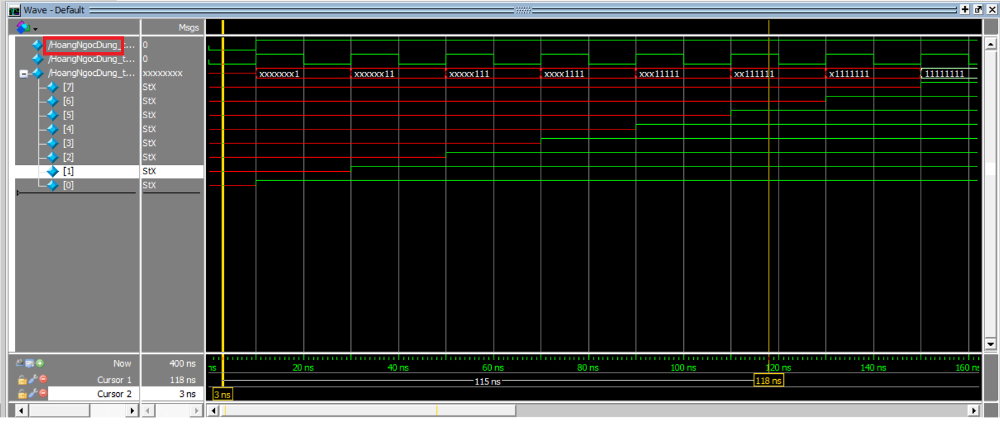 Wave - Default
Msgs
/HoangNgocDung_t... 0
/HoangNgocDung_t... 0
/HoangNgocDung_t... xxxxxxxx xxxxxxx1 xxxxxx11 xxxxx111 xxxx1111 xxx11111 xx111111 x1111111 11111111
[7] StX
[6] StX
[5] StX
[4] StX
[3] StX
[2] StX
[1] StX
[0] StX
Now 400 ns ns 20 ns 40 ns 60 ns 80 ns 100 ns 120 ns 140 ns 160 ns
Cursor 1 118 ns 115 ns 118 ns
Cursor 2 3 ns 3 ns